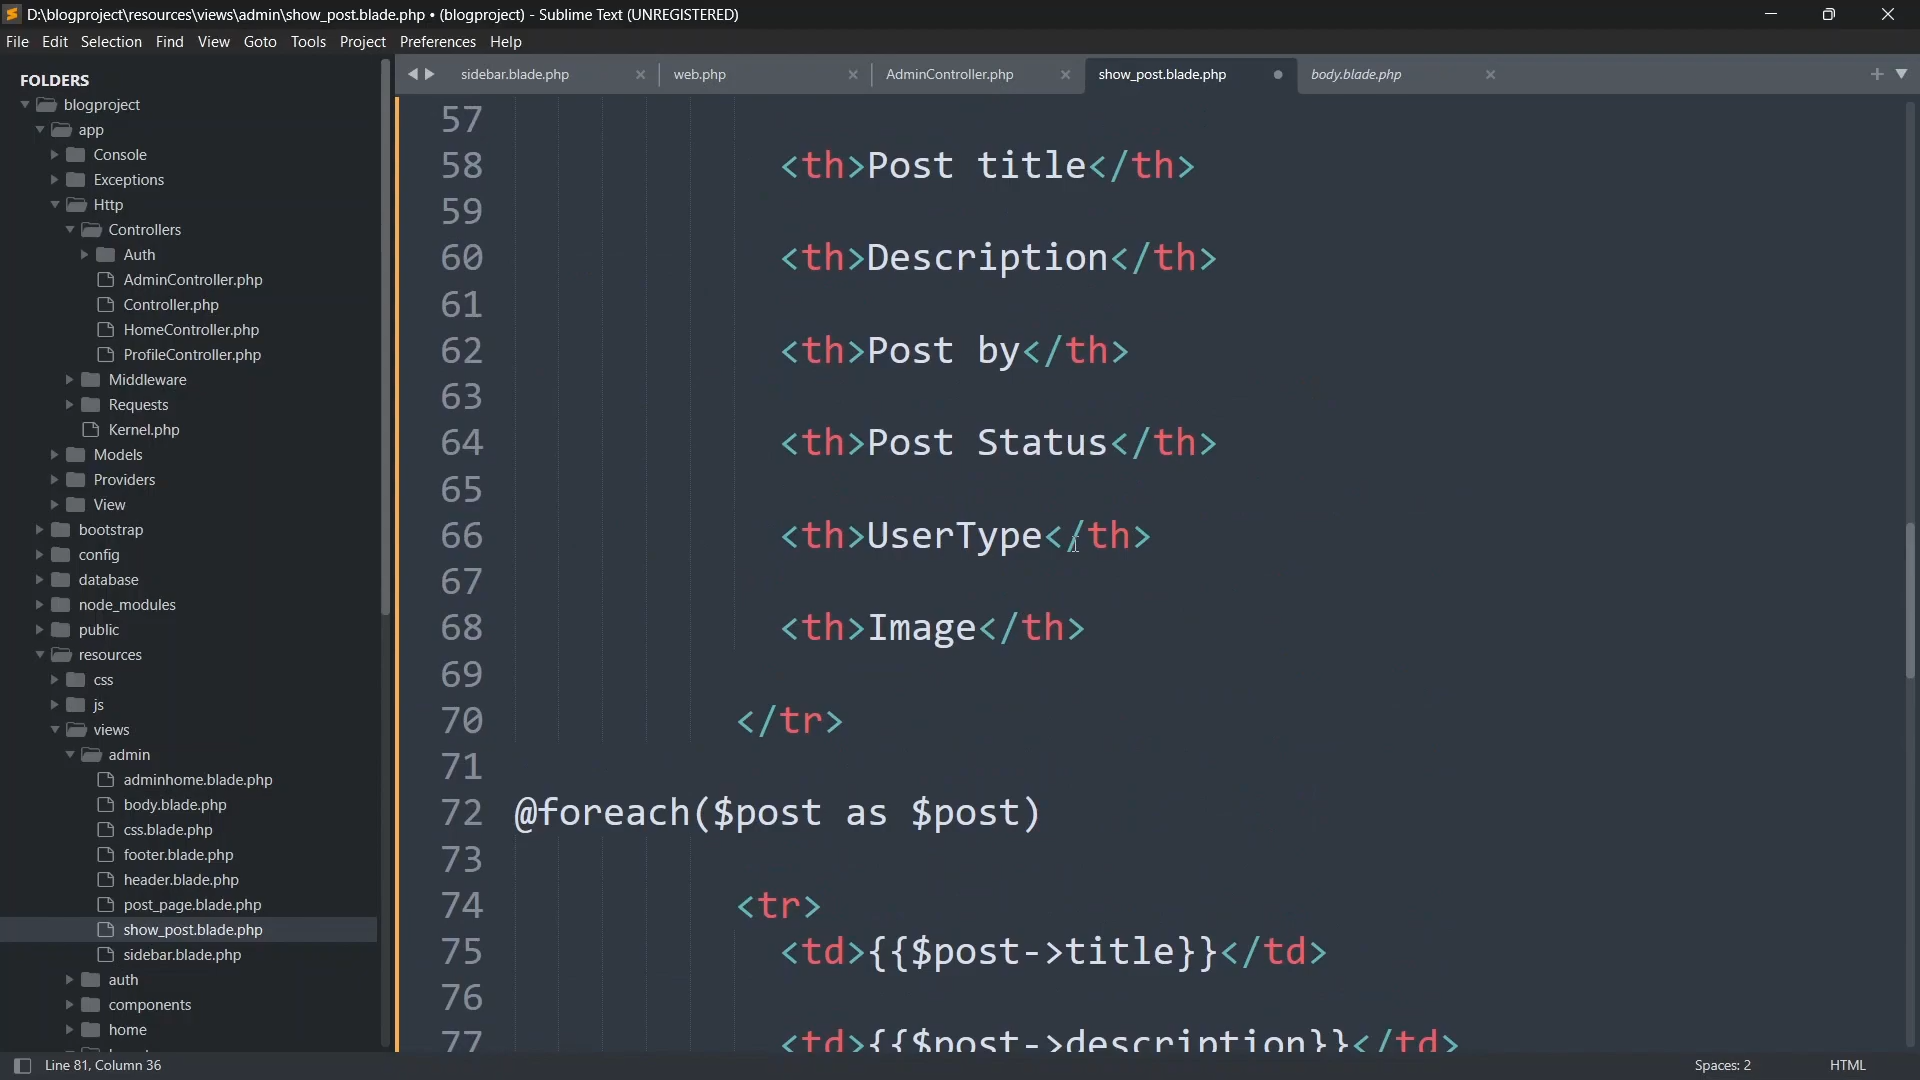 D:\blogproject\resources\views\admin\show_post.blade.php • (blogproject) - Sublime Text (UNREGISTERED)
File Edit Selection Find View Goto Tools Project Preferences Help
FOLDERS
blogproject
app
Console
Exceptions
Http
Controllers
Auth
AdminController.php
Controller.php
HomeController.php
ProfileController.php
Middleware
Requests
Kernel.php
Models
Providers
View
bootstrap
config
database
node_modules
public
resources
css
js
views
admin
adminhome.blade.php
body.blade.php
css.blade.php
footer.blade.php
header.blade.php
post_page.blade.php
show_post.blade.php
sidebar.blade.php
auth
components
home
sidebar.blade.php web.php AdminController.php show_post.blade.php body.blade.php
57
58 <th>Post title</th>
59
60 <th>Description</th>
61
62 <th>Post by</th>
63
64 <th>Post Status</th>
65
66 <th>UserType</th>
67
68 <th>Image</th>
69
70 </tr>
71
72 @foreach($post as $post)
73
74 <tr>
75 <td>{{$post->title}}</td>
76
77 <td>{{$post->description}}</td>
Line 81, Column 36 Spaces: 2 HTML